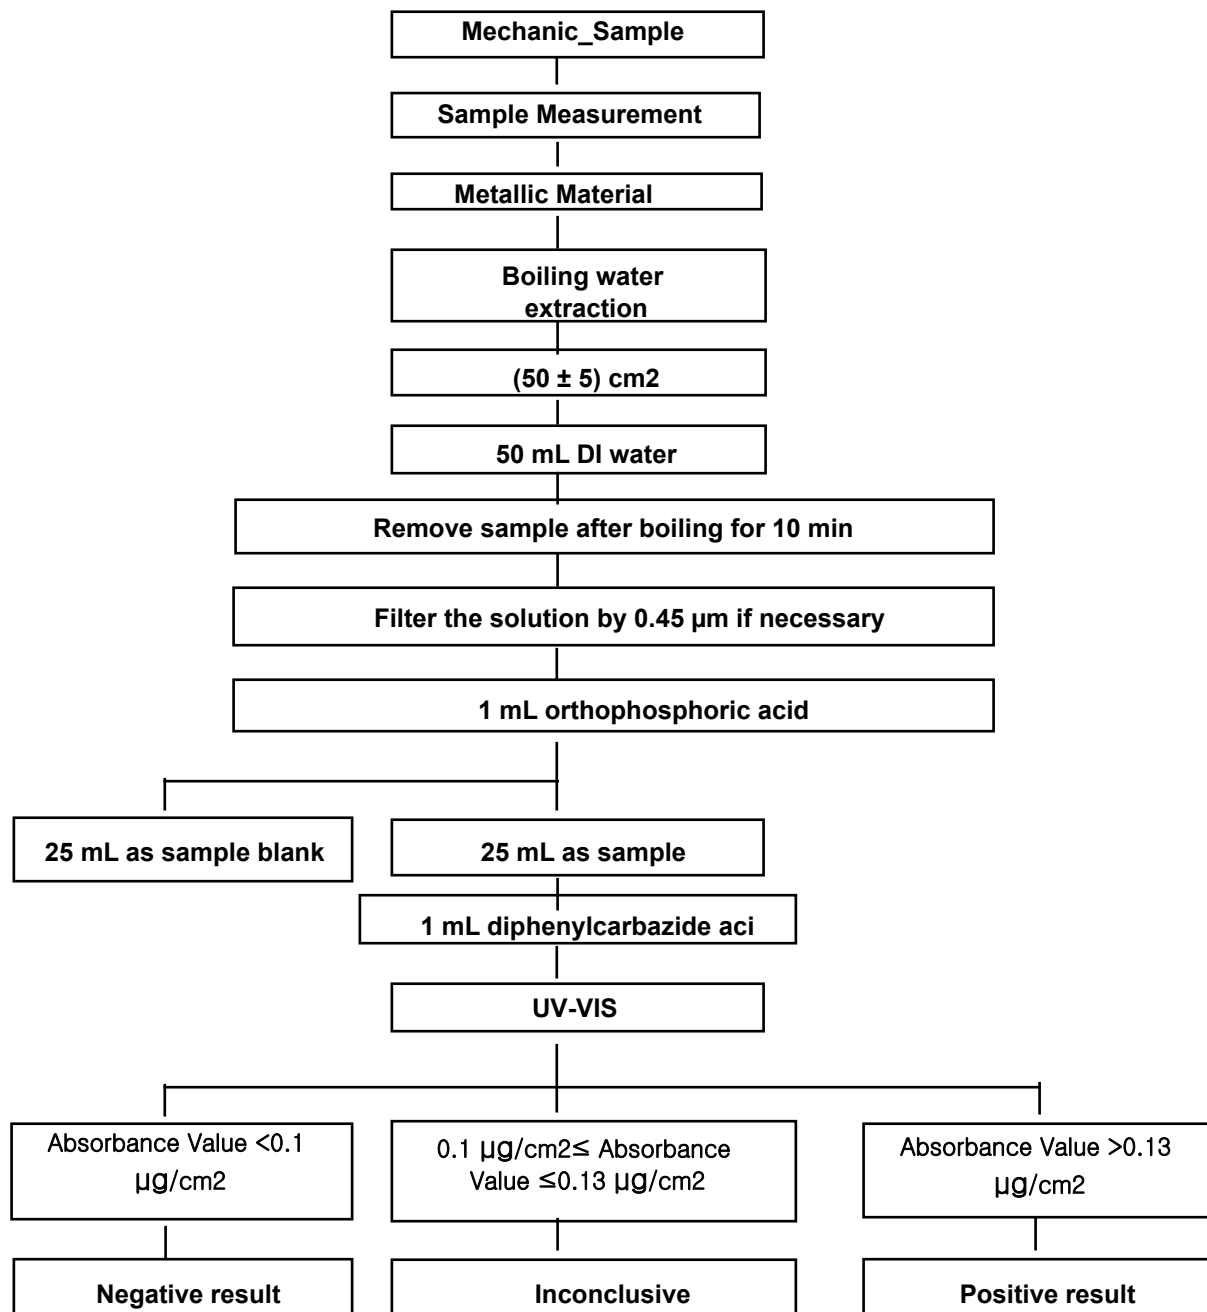 Mechanic_Sample
Sample Measurement
Metallic Material
Boiling water
extraction
(50 ± 5) cm2
50 mL DI water
Remove sample after boiling for 10 min
Filter the solution by 0.45 µm if necessary
1 mL orthophosphoric acid
25 mL as sample blank
25 mL as sample
1 mL diphenylcarbazide aci
UV-VIS
Absorbance Value <0.1
µg/cm2
0.1 µg/cm2≤ Absorbance
Value ≤0.13 µg/cm2
Absorbance Value >0.13
µg/cm2
Negative result
Inconclusive
Positive result